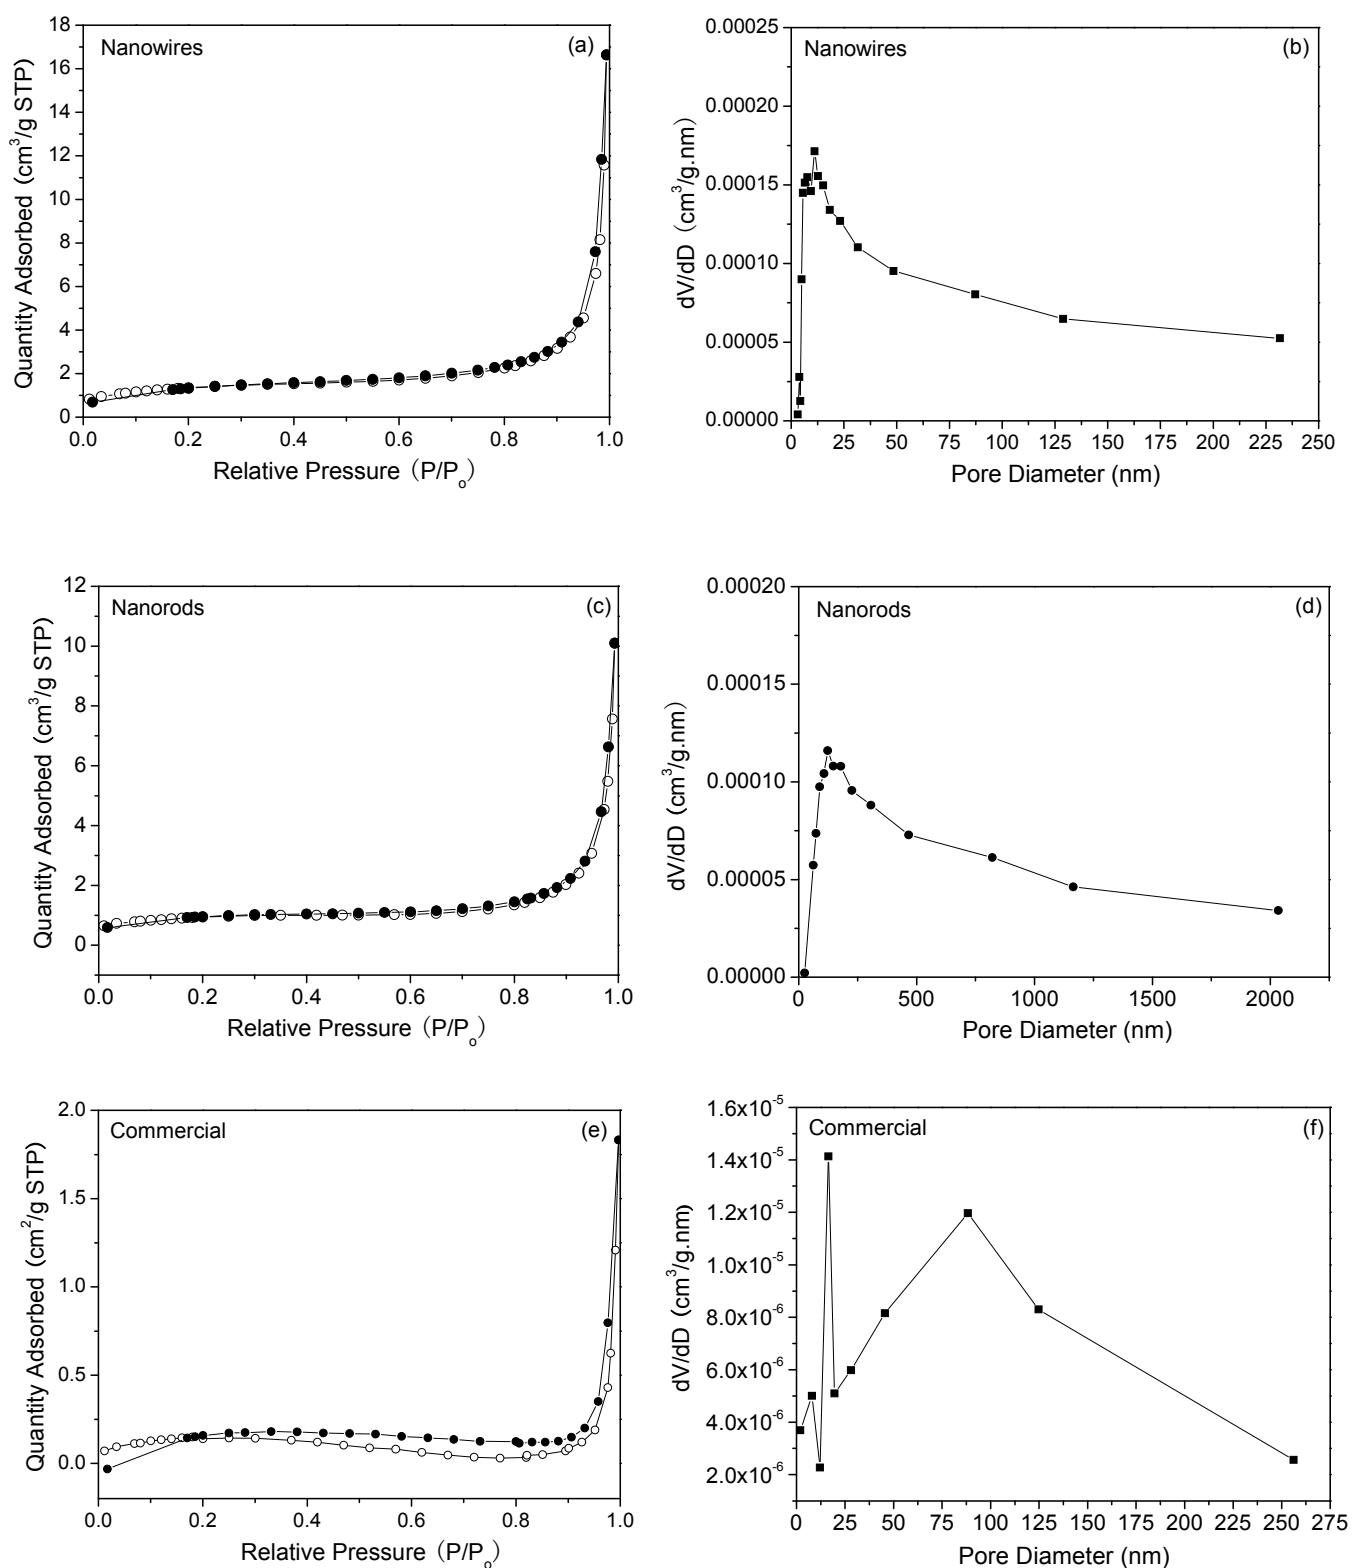 Nanowires
(a)
Quantity Adsorbed (cm³/g STP)
18
16
14
12
10
8
6
4
2
0
0.0 0.2 0.4 0.6 0.8 1.0
Relative Pressure (P/Pₒ)
Nanowires
(b)
dV/dD (cm³/g.nm)
0.00025
0.00020
0.00015
0.00010
0.00005
0.00000
0 25 50 75 100 125 150 175 200 225 250
Pore Diameter (nm)
Nanorods
(c)
Quantity Adsorbed (cm³/g STP)
12
10
8
6
4
2
0
0.0 0.2 0.4 0.6 0.8 1.0
Relative Pressure (P/Pₒ)
Nanorods
(d)
dV/dD (cm³/g.nm)
0.00020
0.00015
0.00010
0.00005
0.00000
0 500 1000 1500 2000
Pore Diameter (nm)
Commercial
(e)
Quantity Adsorbed (cm²/g STP)
2.0
1.5
1.0
0.5
0.0
0.0 0.2 0.4 0.6 0.8 1.0
Relative Pressure (P/Pₒ)
Commercial
(f)
dV/dD (cm³/g.nm)
1.6x10⁻⁵
1.4x10⁻⁵
1.2x10⁻⁵
1.0x10⁻⁵
8.0x10⁻⁶
6.0x10⁻⁶
4.0x10⁻⁶
2.0x10⁻⁶
0 25 50 75 100 125 150 175 200 225 250 275
Pore Diameter (nm)